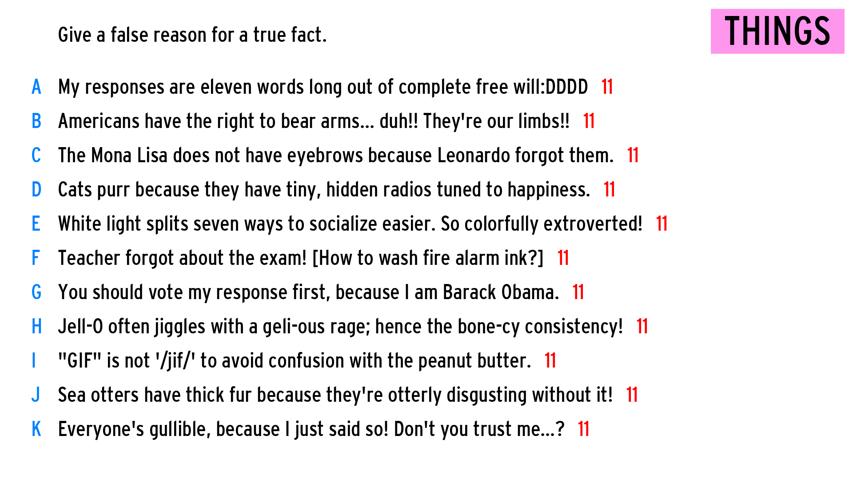 Give a false reason for a true fact.
THINGS
A My responses are eleven words long out of complete free will:DDDD 11
B Americans have the right to bear arms... duh!! They're our limbs!! 11
C The Mona Lisa does not have eyebrows because Leonardo forgot them. 11
D Cats purr because they have tiny, hidden radios tuned to happiness. 11
E White light splits seven ways to socialize easier. So colorfully extroverted! 11
F Teacher forgot about the exam! [How to wash fire alarm ink?] 11
G You should vote my response first, because I am Barack Obama. 11
H Jell-O often jiggles with a geli-ous rage; hence the bone-cy consistency! 11
I "GIF" is not '/jif/' to avoid confusion with the peanut butter. 11
J Sea otters have thick fur because they're otterly disgusting without it! 11
K Everyone's gullible, because I just said so! Don't you trust me...? 11